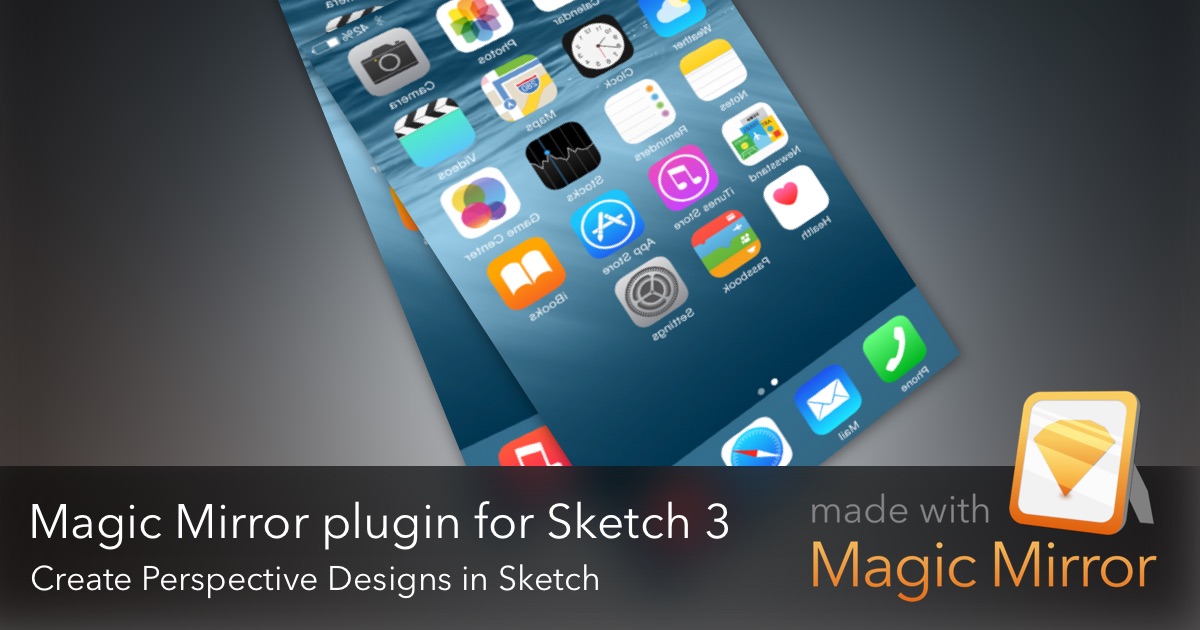 42%
Camera
Photos
Calendar
Weather
Videos
Maps
280
Clock
Notes
Game Center
Stocks
Reminders
Newsstand
iBooks
App Store
iTunes Store
Health
Settings
Passbook
Mail
Phone
Magic Mirror plugin for Sketch 3
Create Perspective Designs in Sketch
made with
Magic Mirror